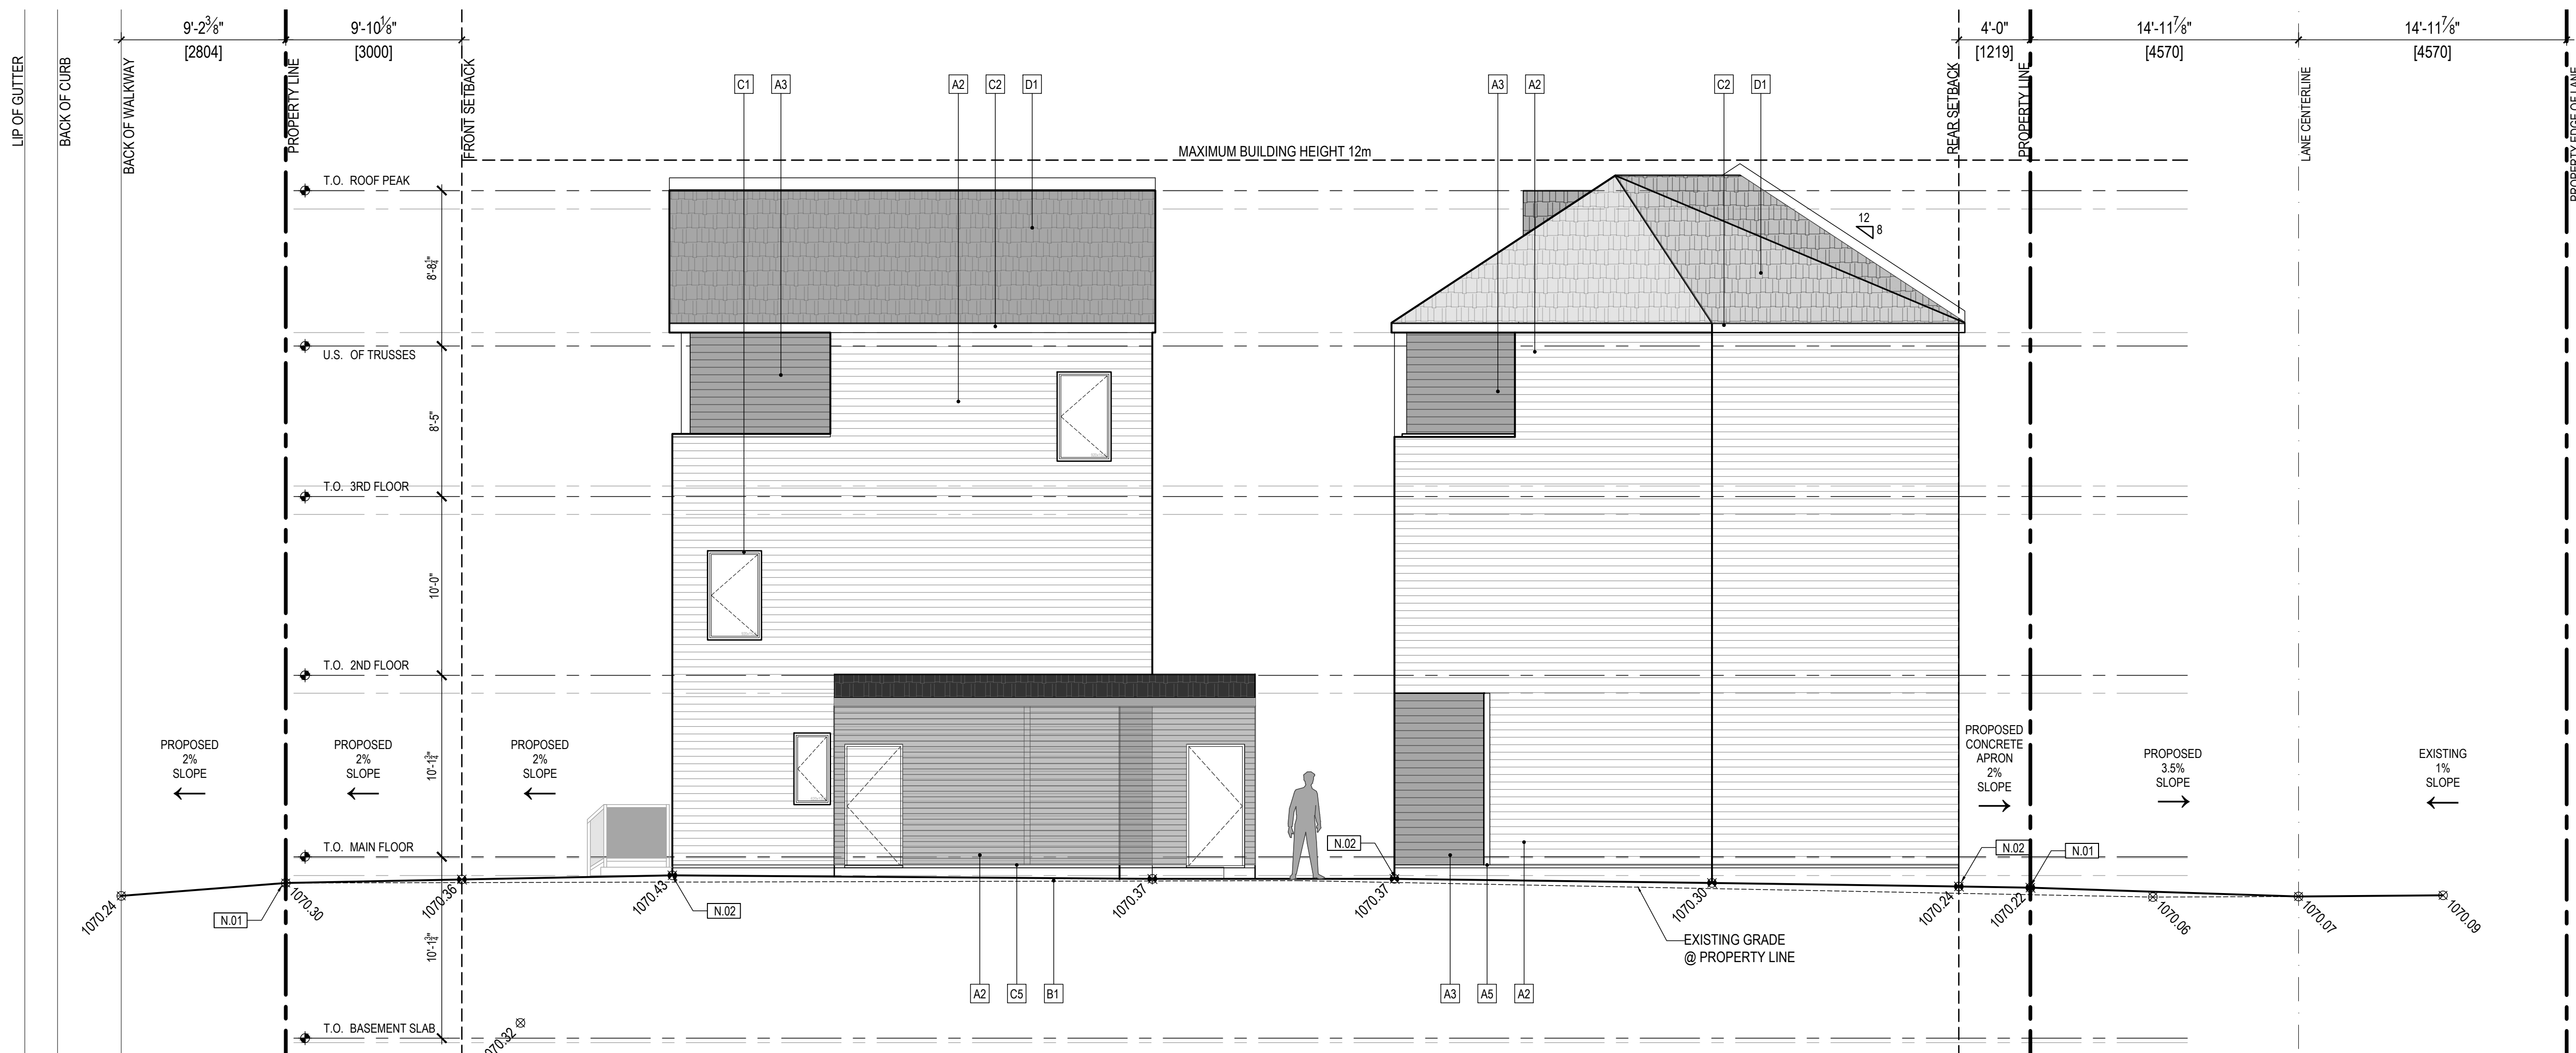 9'-2⅜"
[2804]
9'-10⅛"
[3000]
4'-0"
[1219]
14'-11⅞"
[4570]
14'-11⅞"
[4570]
LIP OF GUTTER
BACK OF CURB
BACK OF WALKWAY
PROPERTY LINE
FRONT SETBACK
REAR SETBACK
PROPERTY LINE
LANE CENTERLINE
PROPERTY EDGE OF LANE
C1
A3
A2
C2
D1
A3
A2
C2
D1
MAXIMUM BUILDING HEIGHT 12m
T.O. ROOF PEAK
12
8
8'-8¼"
U.S. OF TRUSSES
8'-5"
T.O. 3RD FLOOR
10'-0"
T.O. 2ND FLOOR
10'-1¾"
PROPOSED
2%
SLOPE
PROPOSED
2%
SLOPE
PROPOSED
2%
SLOPE
PROPOSED
CONCRETE
APRON
2%
SLOPE
PROPOSED
3.5%
SLOPE
EXISTING
1%
SLOPE
T.O. MAIN FLOOR
N.02
N.02
N.01
1070.24
N.01
1070.30
1070.36
1070.43
N.02
1070.37
1070.37
1070.30
1070.24
1070.22
1070.06
1070.07
1070.09
10'-1¾"
EXISTING GRADE
@ PROPERTY LINE
A2
C5
B1
A3
A5
A2
T.O. BASEMENT SLAB